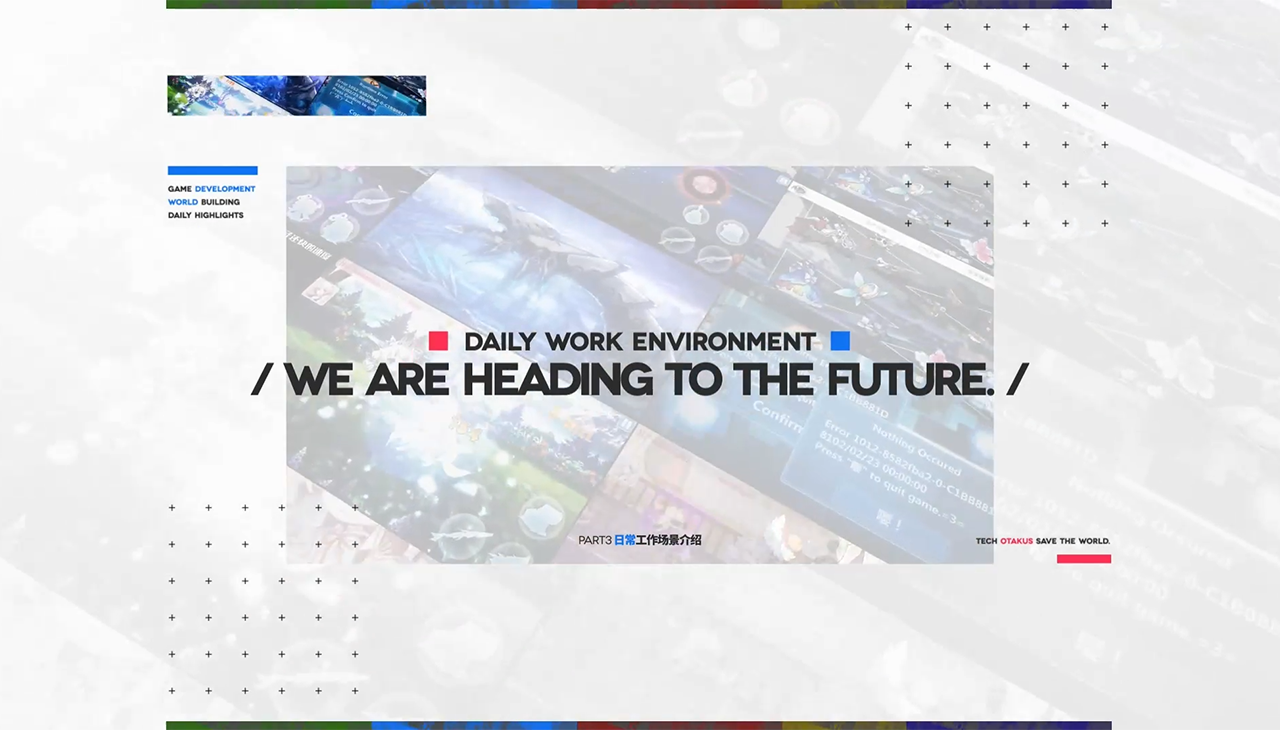 GAME DEVELOPMENT
WORLD BUILDING
DAILY HIGHLIGHTS
DAILY WORK ENVIRONMENT
/ WE ARE HEADING TO THE FUTURE. /
Confirm
Nothing Occured
Error 1012-8582fba2-0-C1B8881D
8102/02/23 00:00:00
to quit game.=3=
PART3 日常工作场景介绍
TECH OTAKUS SAVE THE WORLD.